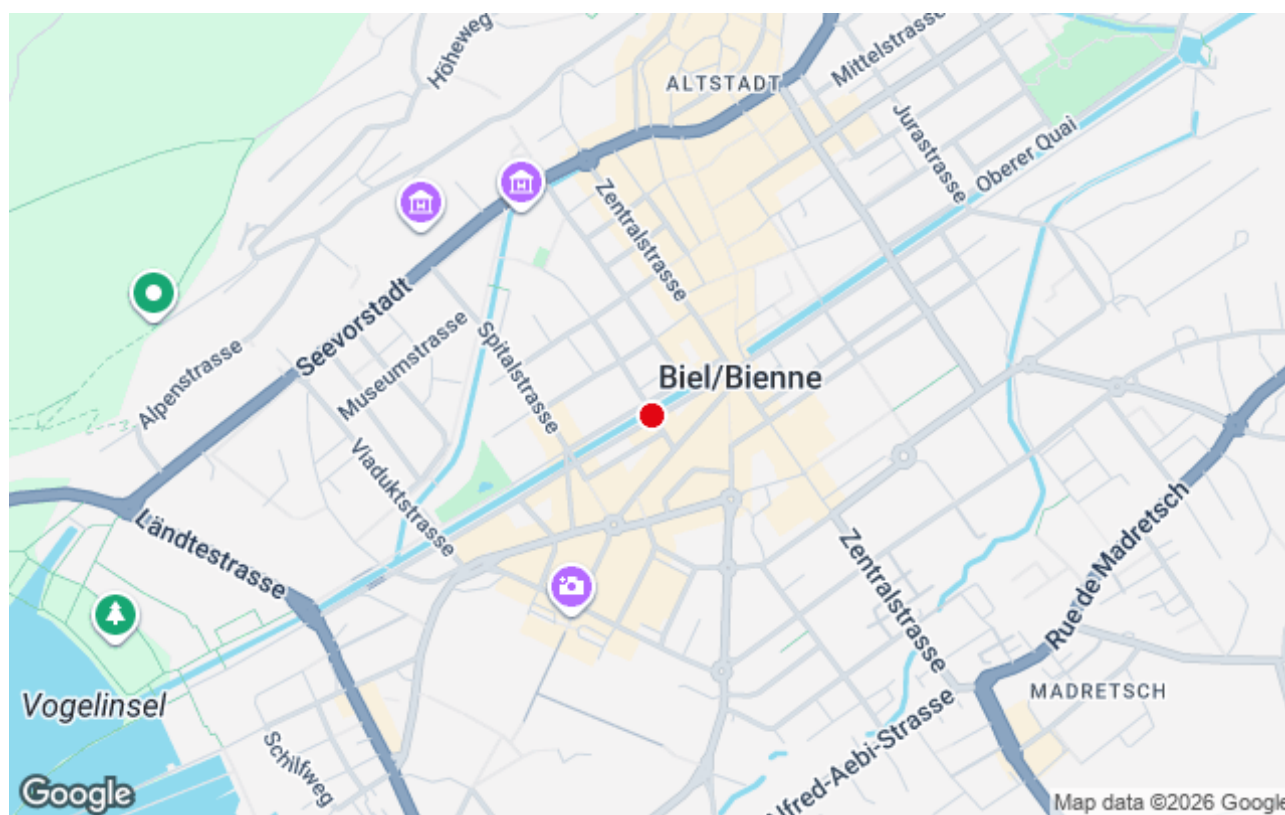 Höheweg
ALTSTADT
Mittelstrasse
Jurastrasse
Oberer Quai
Zentralstrasse
Seevorstadt
Museumstrasse
Spitalstrasse
Alpenstrasse
Biel/Bienne
Viaduktstrasse
Ländtestrasse
Zentralstrasse
Rue de Madretsch
Vogelinsel
MADRETSCH
Schilfweg
Alfred-Aebi-Strasse
Google
Map data ©2026 Google